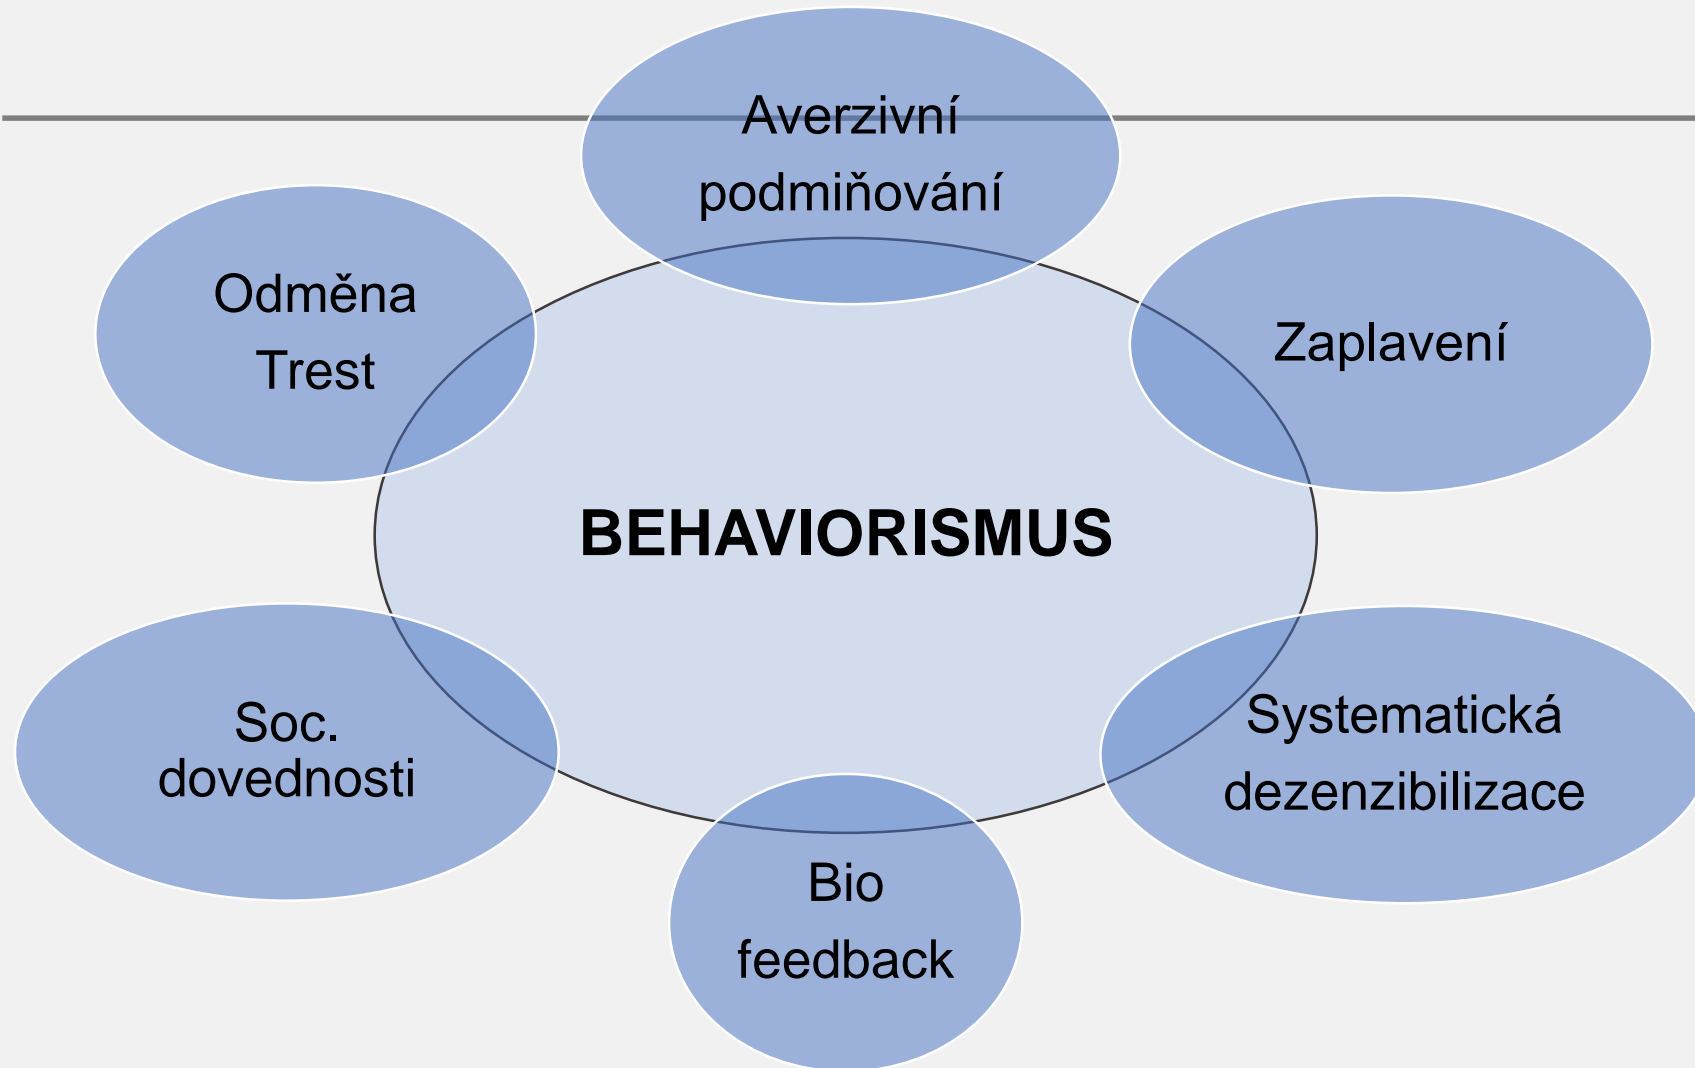 Averzivní
podmiňování
Odměna
Trest
Zaplavení
BEHAVIORISMUS
Soc.
dovednosti
Systematická
dezenzibilizace
Bio
feedback